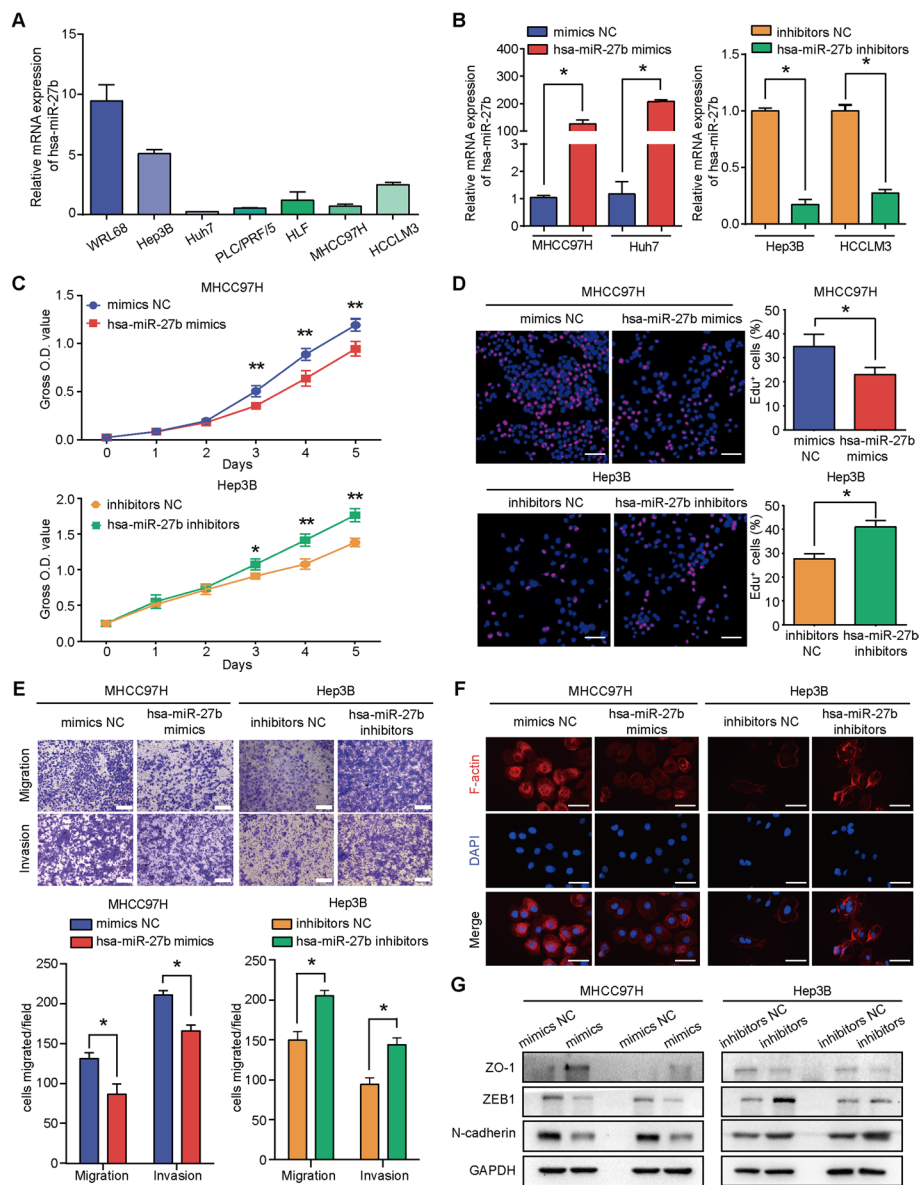 A
Relative mRNA expression
of hsa-miR-27b
15
10
5
0
WRL68
Hep3B
Huh7
PLC/PRF/5
HLF
MHCC97H
HCCLM3
B
mimics NC
hsa-miR-27b mimics
Relative mRNA expression
of hsa-miR-27b
400
300
200
100
4
3
2
1
0
*
*
MHCC97H
Huh7
inhibitors NC
hsa-miR-27b inhibitors
Relative mRNA expression
of hsa-miR-27b
1.5
1.0
0.5
0.0
*
*
Hep3B
HCCLM3
C
MHCC97H
mimics NC
hsa-miR-27b mimics
Gross O.D. value
1.5
1.0
0.5
0.0
**
**
**
0 1 2 3 4 5
Days
Hep3B
inhibitors NC
hsa-miR-27b inhibitors
Gross O.D. value
2.0
1.5
1.0
0.5
0.0
*
**
**
0 1 2 3 4 5
Days
D
MHCC97H
mimics NC hsa-miR-27b mimics
Hep3B
inhibitors NC hsa-miR-27b inhibitors
MHCC97H
Edu+ cells (%)
50
40
30
20
10
0
*
mimics hsa-miR-27b
NC mimics
Hep3B
Edu+ cells (%)
50
40
30
20
10
0
*
inhibitors hsa-miR-27b
NC inhibitors
E
MHCC97H Hep3B
mimics NC hsa-miR-27b mimics inhibitors NC hsa-miR-27b inhibitors
Migration
Invasion
MHCC97H
mimics NC
hsa-miR-27b mimics
cells migrated/field
250
200
150
100
50
0
*
*
Migration Invasion
Hep3B
inhibitors NC
hsa-miR-27b inhibitors
cells migrated/field
250
200
150
100
50
0
*
*
Migration Invasion
F
MHCC97H Hep3B
mimics NC hsa-miR-27b mimics inhibitors NC hsa-miR-27b inhibitors
F-actin
DAPI
Merge
G
MHCC97H Hep3B
mimics NC mimics mimics NC mimics inhibitors NC inhibitors inhibitors NC inhibitors
ZO-1
ZEB1
N-cadherin
GAPDH